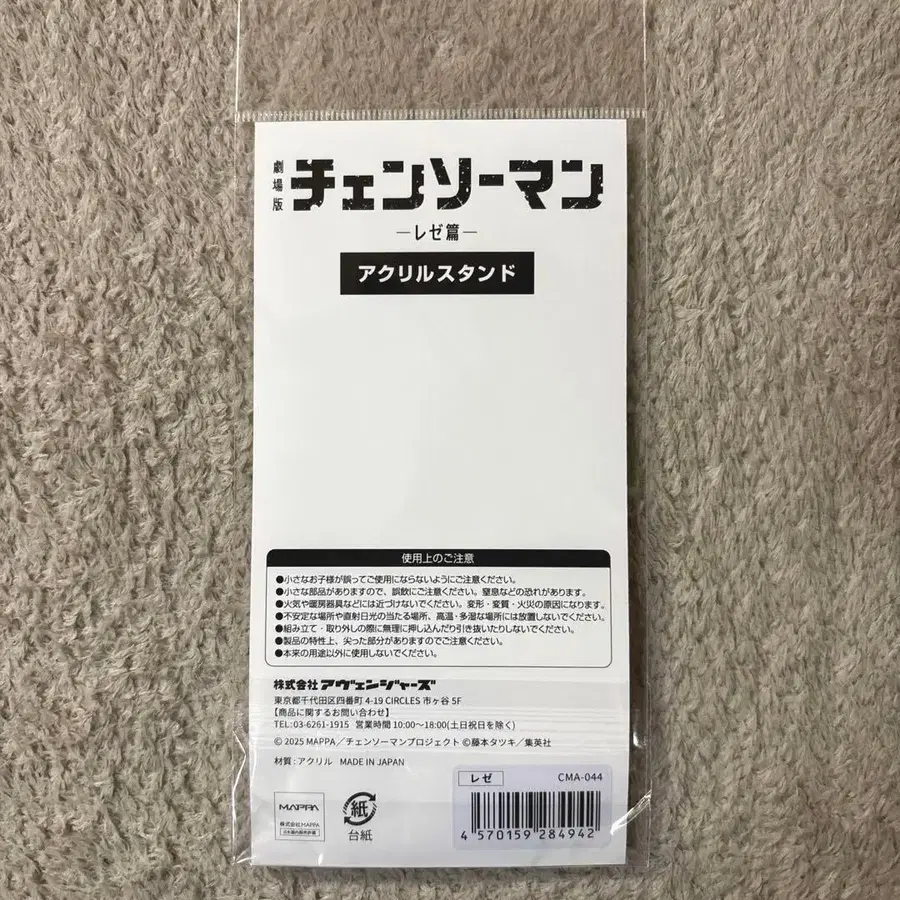 劇場版
チェンソーマン
―レゼ篇―
アクリルスタンド
使用上のご注意
●小さなお子様が誤ってご使用にならないようにご注意ください。
●小さな部品がありますので、誤飲にご注意ください。窒息などの恐れがあります。
●火気や暖房器具などには近づけないでください。変形・変質・火災の原因になります。
●不安定な場所や直射日光の当たる場所、高温・多湿な場所には放置しないでください。
●組み立て・取り外しの際に無理に押し込んだり引き抜いたりしないでください。
●製品の特性上、尖った部分がありますのでご注意ください。
●本来の用途以外に使用しないでください。
株式会社アヴェンジャーズ
東京都千代田区四番町 4-19 CIRCLES 市ヶ谷 5F
【商品に関するお問い合わせ】
TEL:03-6261-1915 営業時間 10:00～18:00(土日祝日を除く)
© 2025 MAPPA／チェンソーマンプロジェクト ©藤本タツキ／集英社
材質:アクリル MADE IN JAPAN
レゼ CMA-044
4 570159 284942
MAPPA
株式会社MAPPA
日本国内販売許諾
紙
台紙